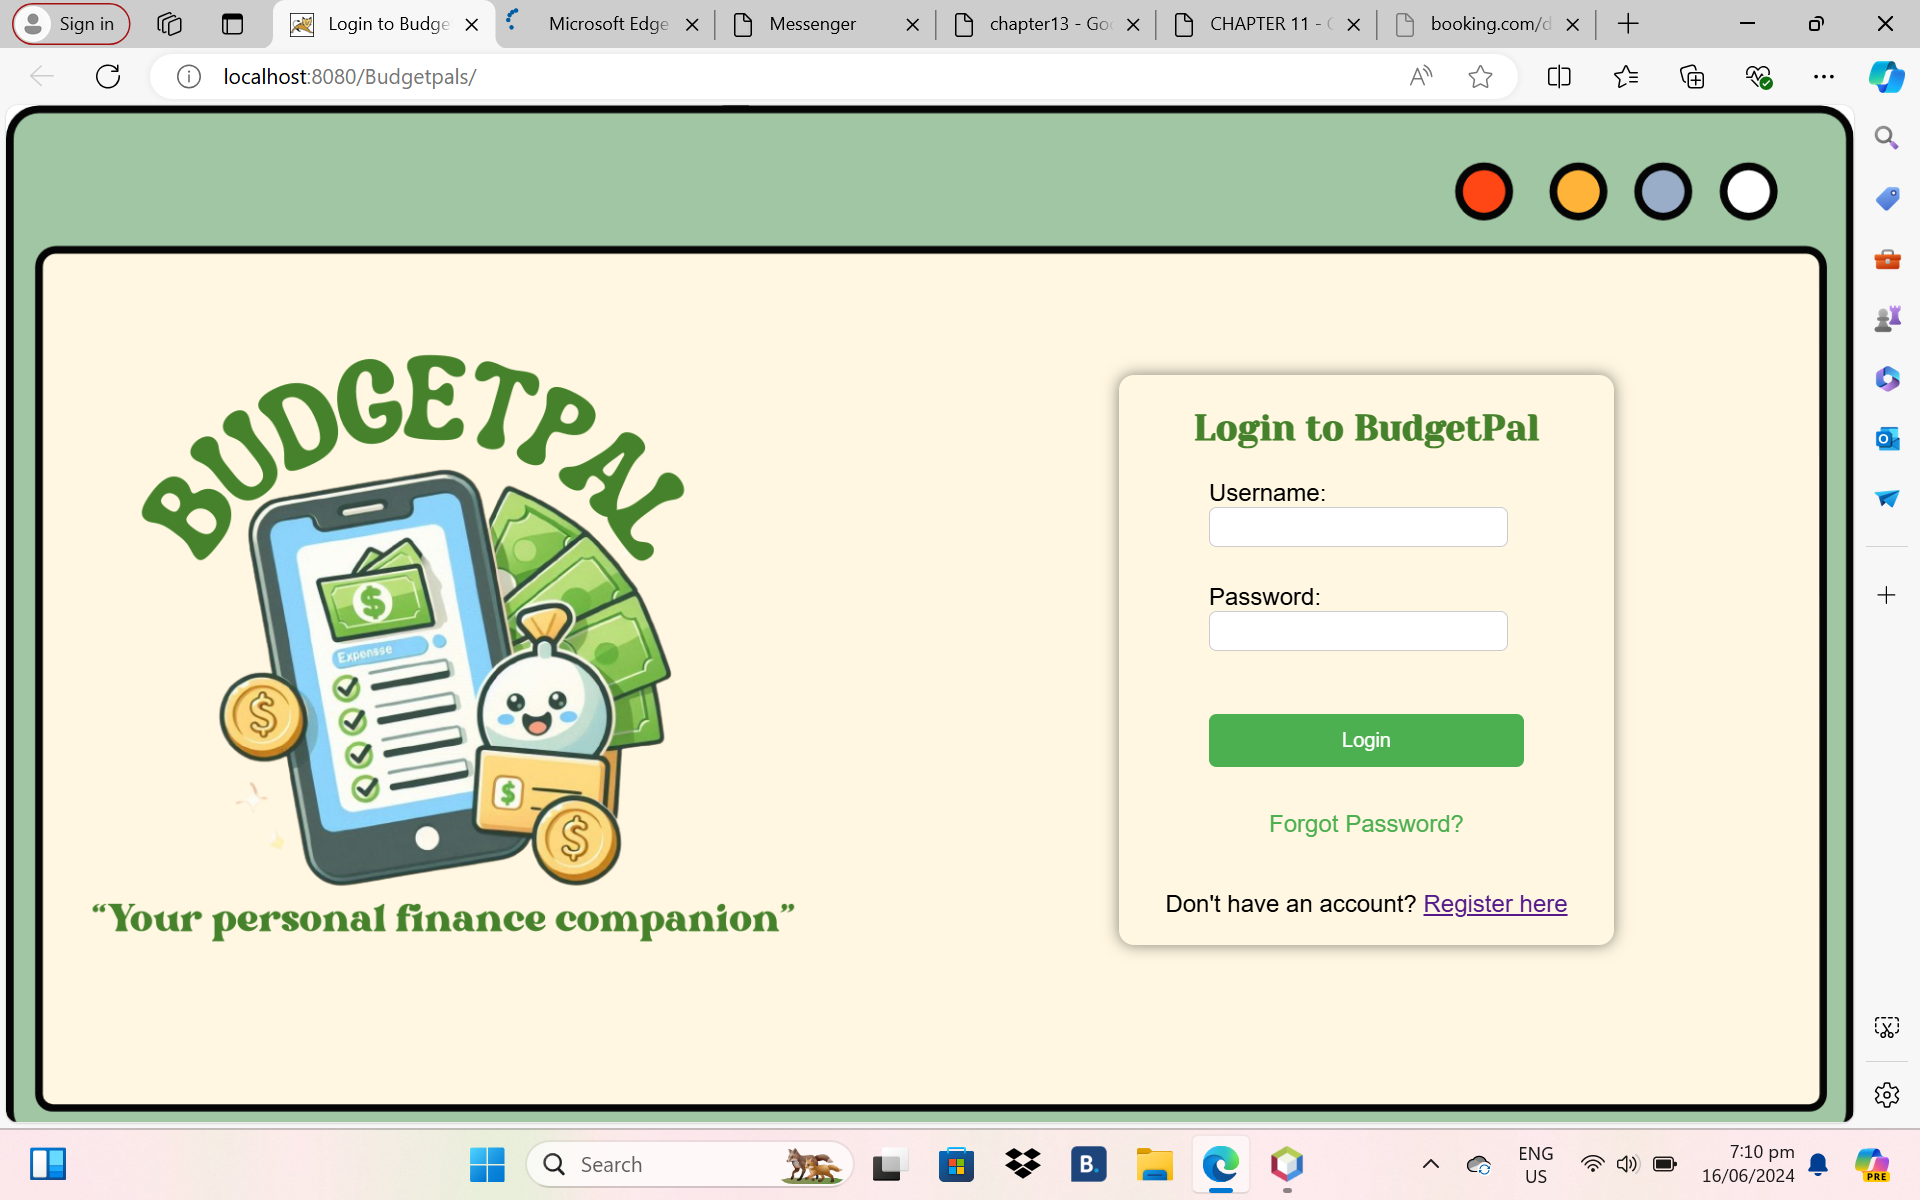 Sign in
Login to Budge
Microsoft Edge
Messenger
chapter13 - Goo
CHAPTER 11 - G
booking.com/d
localhost:8080/Budgetpals/
BUDGETPAL
Expensse
“Your personal finance companion”
Login to BudgetPal
Username:
Password:
Login
Forgot Password?
Don't have an account? Register here
Search
B.
ENG
US
7:10 pm
16/06/2024
PRE